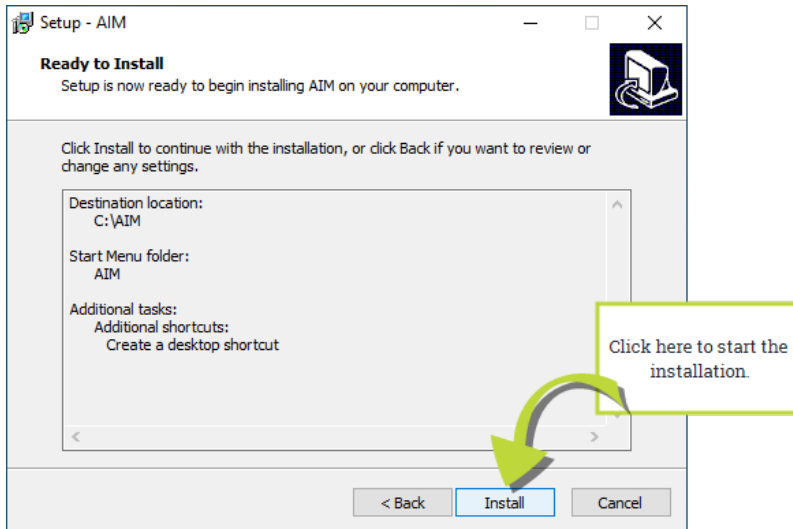 Setup - AIM
Ready to Install
Setup is now ready to begin installing AIM on your computer.
Click Install to continue with the installation, or click Back if you want to review or
change any settings.
Destination location:
C:\AIM
Start Menu folder:
AIM
Additional tasks:
Additional shortcuts:
Create a desktop shortcut
Click here to start the
installation.
< Back
Install
Cancel